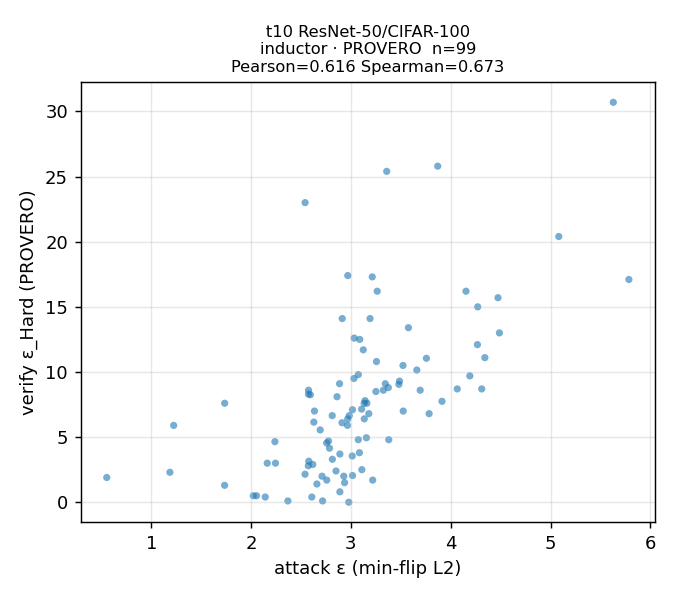 t10 ResNet-50/CIFAR-100
inductor · PROVERO  n=99
Pearson=0.616 Spearman=0.673
30
25
20
15
10
5
0
verify ε_Hard (PROVERO)
1 2 3 4 5 6
attack ε (min-flip L2)